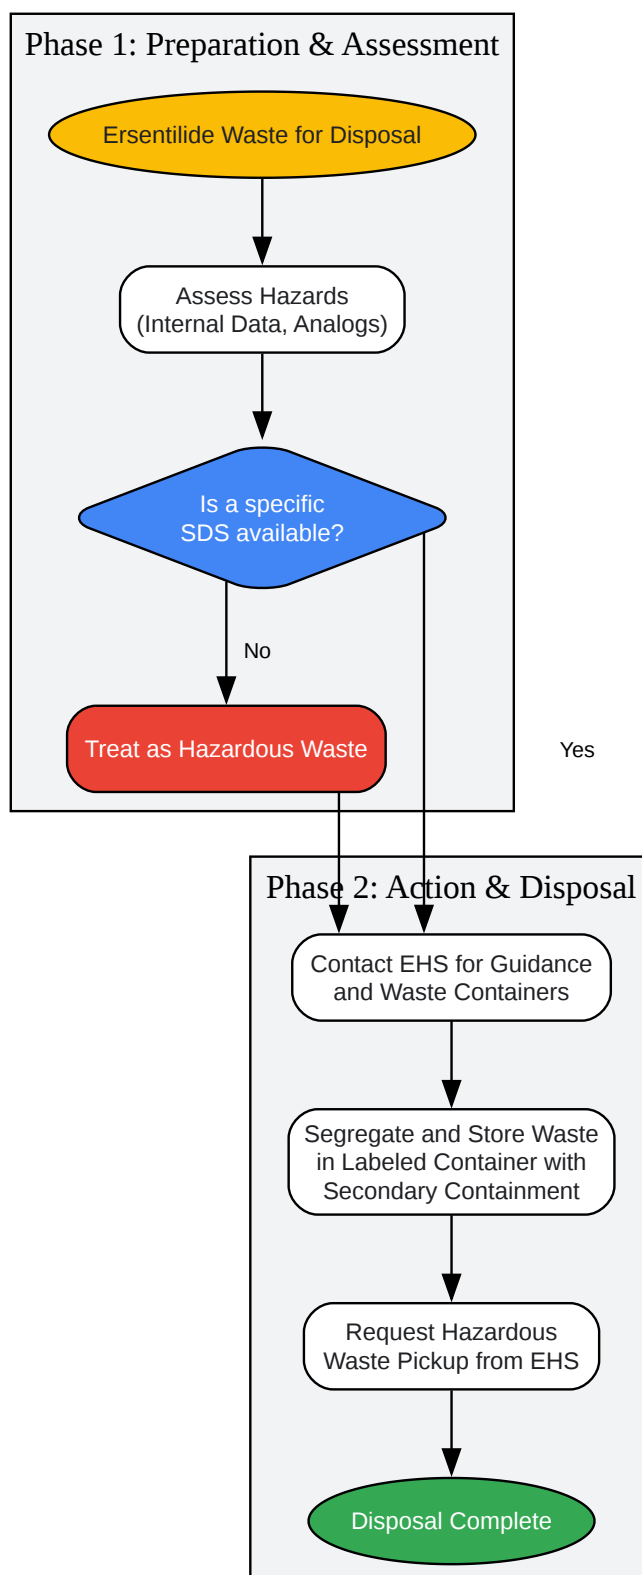 Phase 1: Preparation & Assessment
Ersentilide Waste for Disposal
Assess Hazards
(Internal Data, Analogs)
Is a specific
SDS available?
No
Treat as Hazardous Waste
Yes
Phase 2: Action & Disposal
Contact EHS for Guidance
and Waste Containers
Segregate and Store Waste
in Labeled Container with
Secondary Containment
Request Hazardous
Waste Pickup from EHS
Disposal Complete